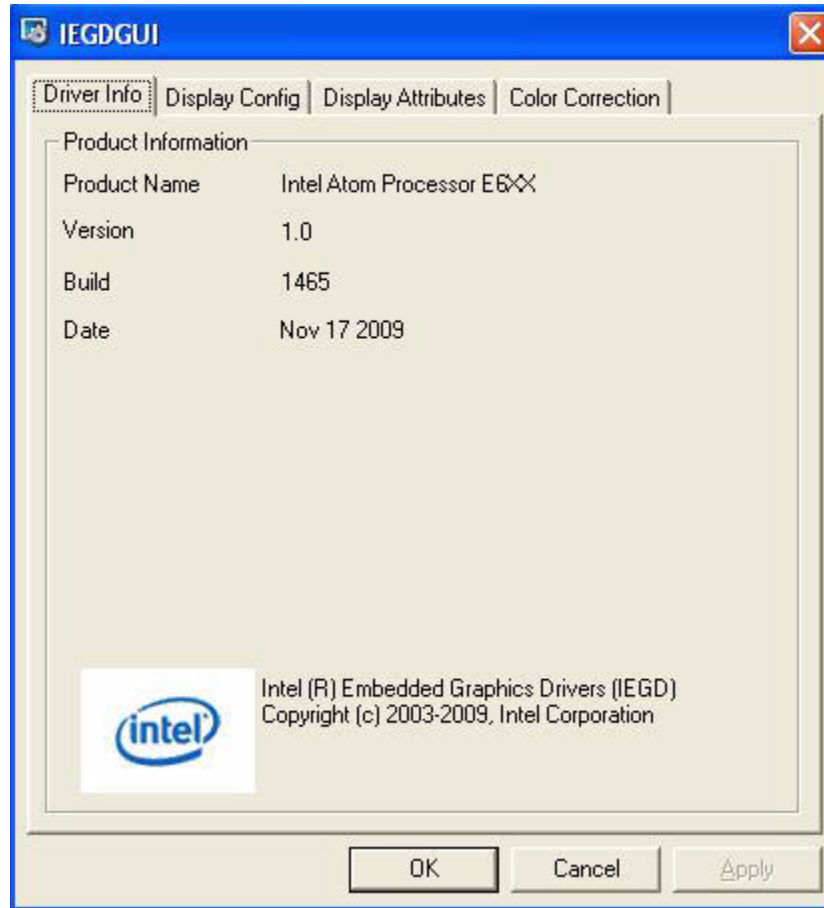 IEGDGUI
Driver Info Display Config Display Attributes Color Correction
Product Information
Product Name Intel Atom Processor E6XX
Version 1.0
Build 1465
Date Nov 17 2009
intel
Intel (R) Embedded Graphics Drivers (IEGD)
Copyright (c) 2003-2009, Intel Corporation
OK Cancel Apply